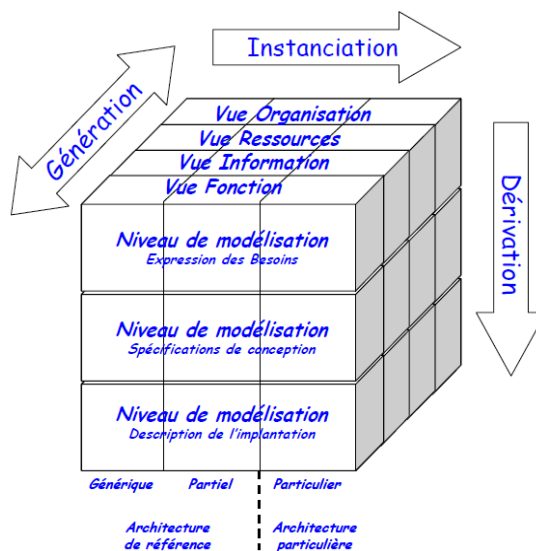 Instanciation
Génération
Dérivation
Vue Organisation
Vue Ressources
Vue Information
Vue Fonction
Niveau de modélisation
Expression des Besoins
Niveau de modélisation
Spécifications de conception
Niveau de modélisation
Description de l'implantation
Générique Partiel Particulier
Architecture Architecture
de référence particulière